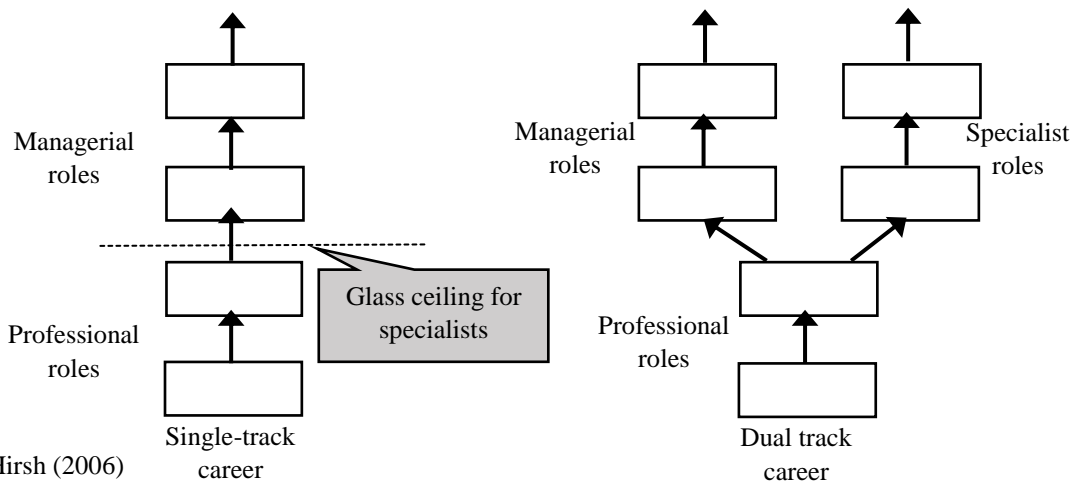 Managerial
roles
Glass ceiling for
specialists
Professional
roles
Single-track
career
Managerial
roles
Specialist
roles
Professional
roles
Dual track
career
(2006)